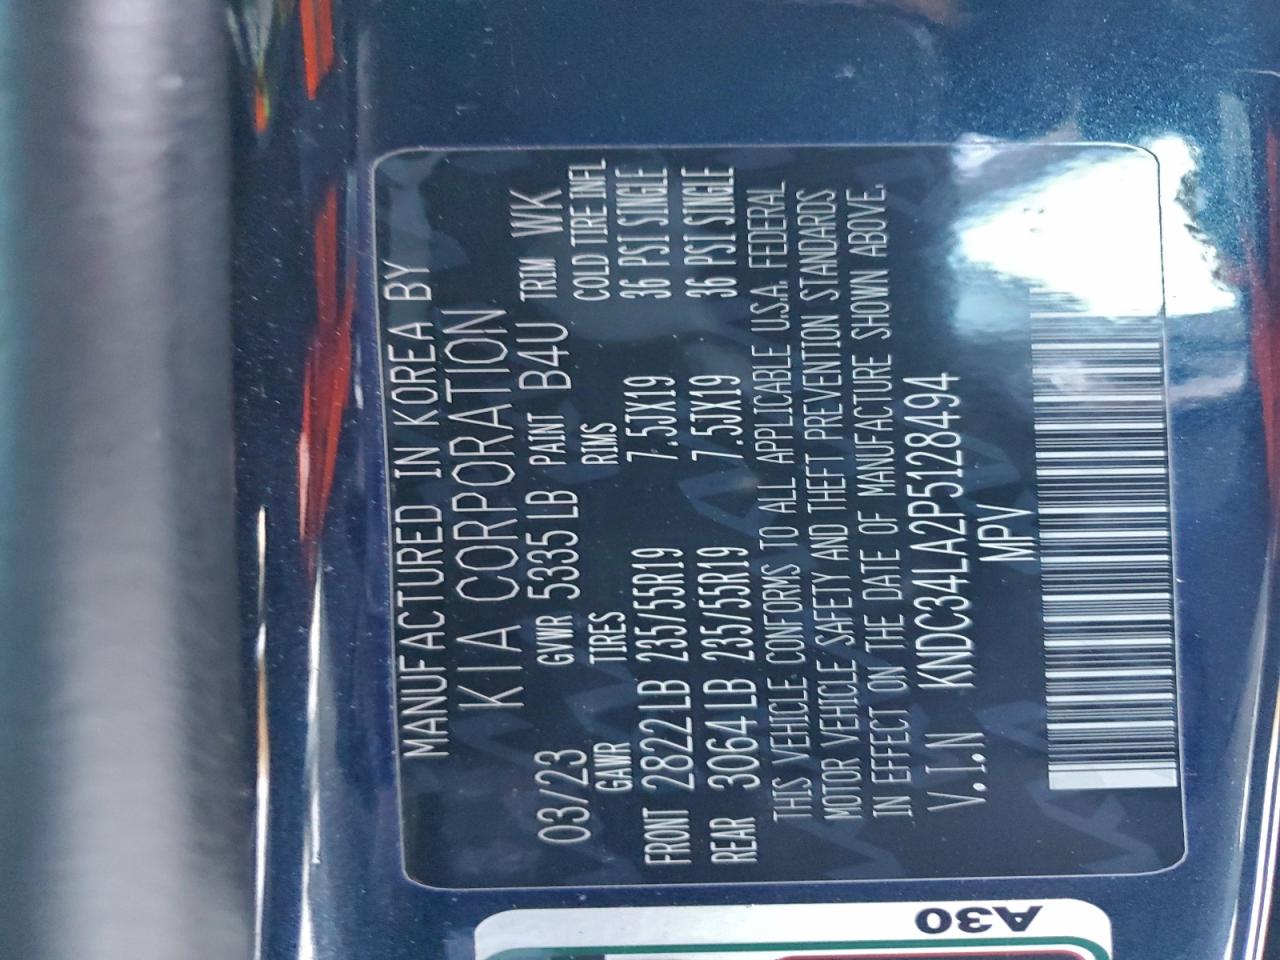 MANUFACTURED IN KOREA BY
KIA CORPORATION
03/23 GVWR 5335 LB PAINT B4U TRIM WK
GAWR TIRES RIMS COLD TIRE INFL
FRONT 2822 LB 235/55R19 7.5JX19 36 PSI SINGLE
REAR 3064 LB 235/55R19 7.5JX19 36 PSI SINGLE
THIS VEHICLE CONFORMS TO ALL APPLICABLE U.S.A. FEDERAL
MOTOR VEHICLE SAFETY AND THEFT PREVENTION STANDARDS
IN EFFECT ON THE DATE OF MANUFACTURE SHOWN ABOVE.
V.I.N KNDC34LA2P5128494
MPV
A30